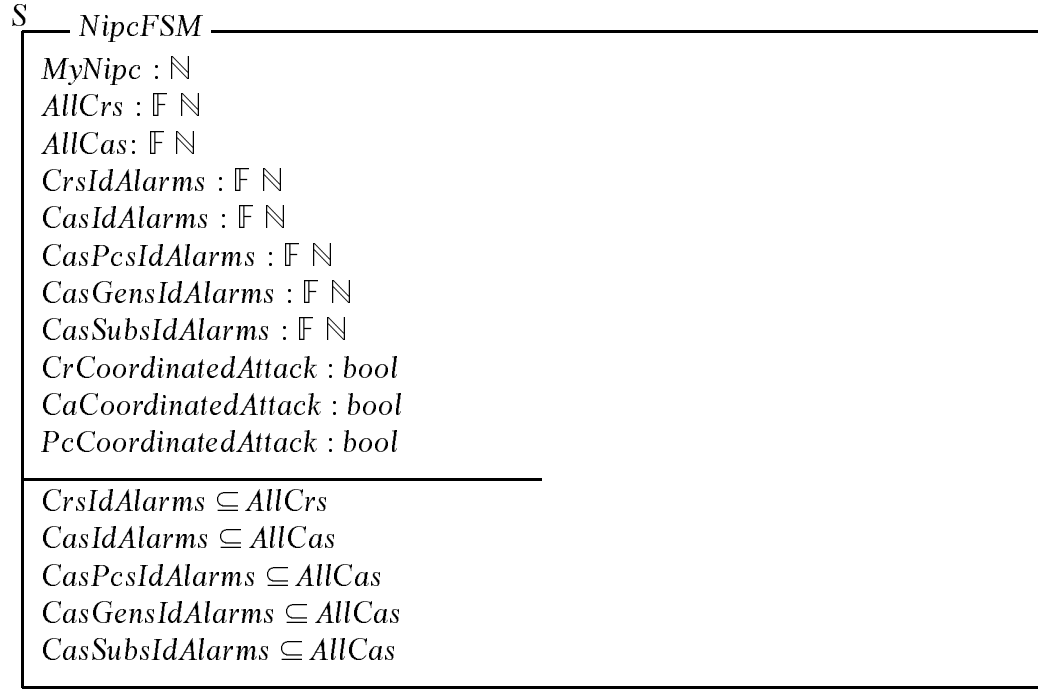 S
NipcFSM
MyNipc : ℕ
AllCrs : 𝔽 ℕ
AllCas: 𝔽 ℕ
CrsIdAlarms : 𝔽 ℕ
CasIdAlarms : 𝔽 ℕ
CasPcsIdAlarms : 𝔽 ℕ
CasGensIdAlarms : 𝔽 ℕ
CasSubsIdAlarms : 𝔽 ℕ
CrCoordinatedAttack : bool
CaCoordinatedAttack : bool
PcCoordinatedAttack : bool
CrsIdAlarms ⊆ AllCrs
CasIdAlarms ⊆ AllCas
CasPcsIdAlarms ⊆ AllCas
CasGensIdAlarms ⊆ AllCas
CasSubsIdAlarms ⊆ AllCas